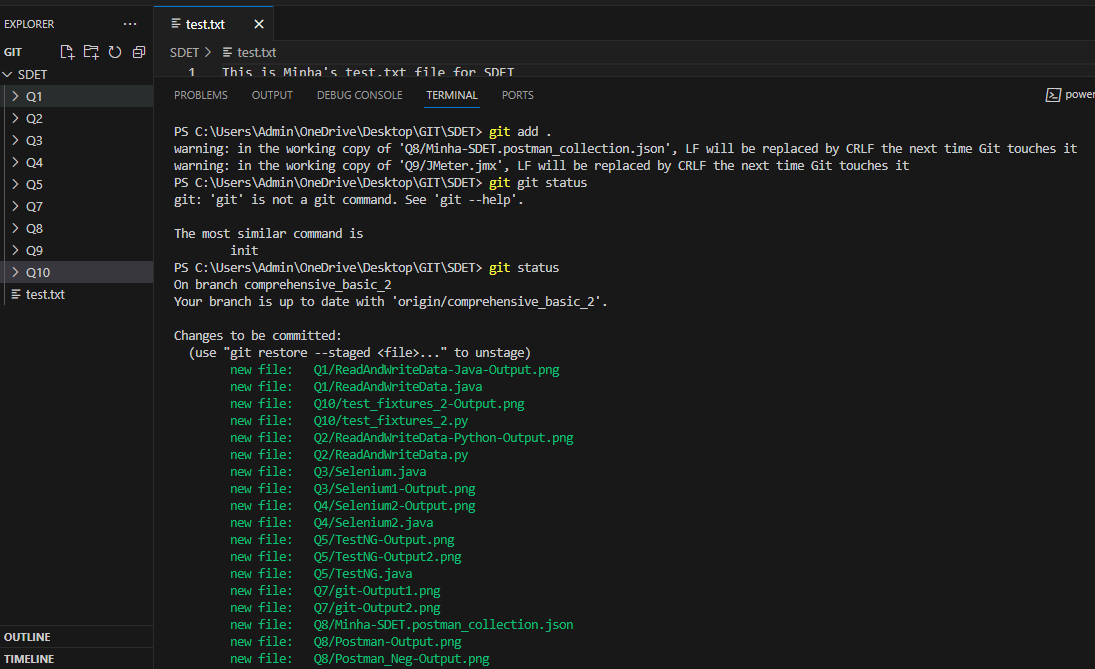 EXPLORER
GIT
SDET
Q1
Q2
Q3
Q4
Q5
Q7
Q8
Q9
Q10
test.txt
OUTLINE
TIMELINE
test.txt
SDET > test.txt
1 This is Minha's test.txt file for SDET
PROBLEMS OUTPUT DEBUG CONSOLE TERMINAL PORTS
power
PS C:\Users\Admin\OneDrive\Desktop\GIT\SDET> git add .
warning: in the working copy of 'Q8/Minha-SDET.postman_collection.json', LF will be replaced by CRLF the next time Git touches it
warning: in the working copy of 'Q9/JMeter.jmx', LF will be replaced by CRLF the next time Git touches it
PS C:\Users\Admin\OneDrive\Desktop\GIT\SDET> git git status
git: 'git' is not a git command. See 'git --help'.
The most similar command is
init
PS C:\Users\Admin\OneDrive\Desktop\GIT\SDET> git status
On branch comprehensive_basic_2
Your branch is up to date with 'origin/comprehensive_basic_2'.
Changes to be committed:
(use "git restore --staged <file>..." to unstage)
new file: Q1/ReadAndWriteData-Java-Output.png
new file: Q1/ReadAndWriteData.java
new file: Q10/test_fixtures_2-Output.png
new file: Q10/test_fixtures_2.py
new file: Q2/ReadAndWriteData-Python-Output.png
new file: Q2/ReadAndWriteData.py
new file: Q3/Selenium.java
new file: Q3/Selenium1-Output.png
new file: Q4/Selenium2-Output.png
new file: Q4/Selenium2.java
new file: Q5/TestNG-Output.png
new file: Q5/TestNG-Output2.png
new file: Q5/TestNG.java
new file: Q7/git-Output1.png
new file: Q7/git-Output2.png
new file: Q8/Minha-SDET.postman_collection.json
new file: Q8/Postman-Output.png
new file: Q8/Postman_Neg-Output.png